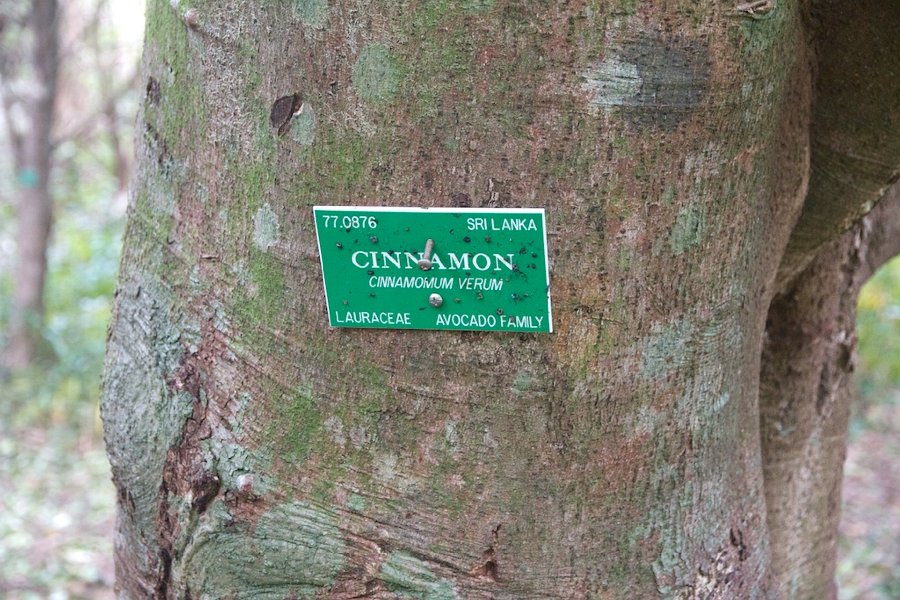 77.0876 SRI LANKA
CINNAMON
CINNAMOMUM VERUM
LAURACEAE AVOCADO FAMILY